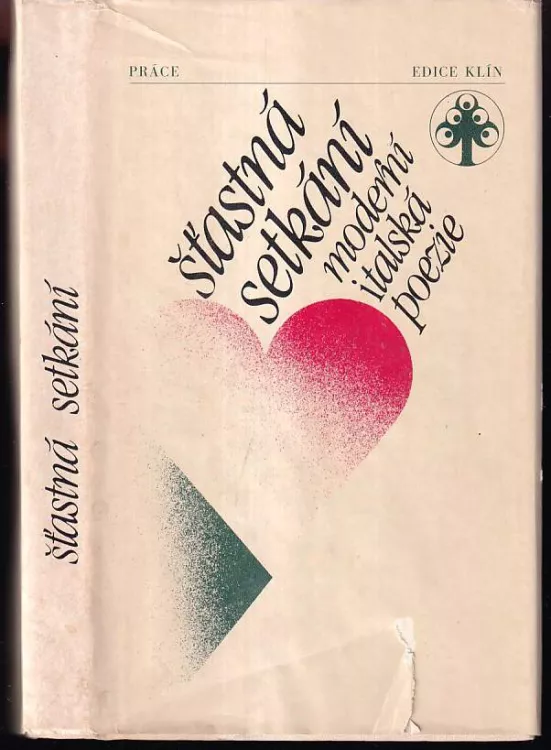 PRÁCE
EDICE KLÍN
šťastná
setkání
moderní
italská
poezie
šťastná setkání